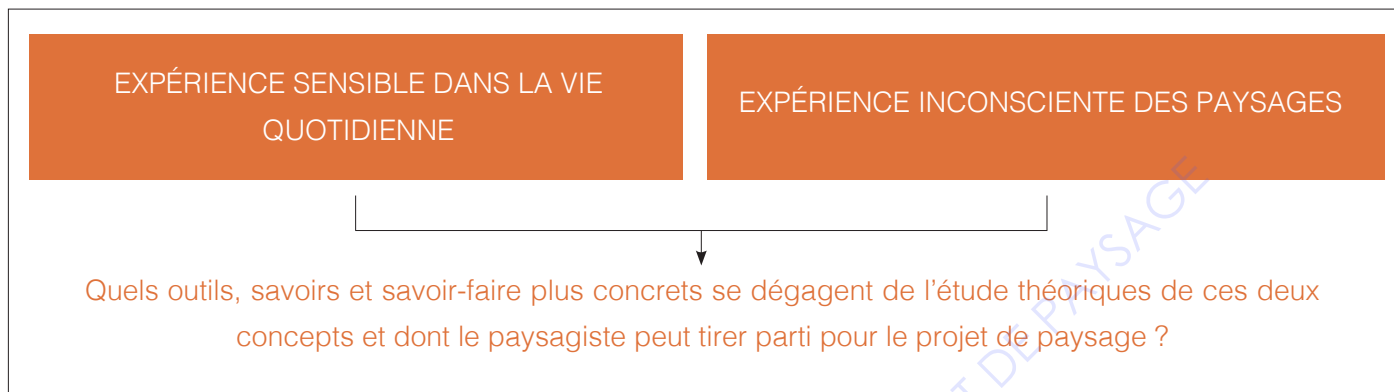 EXPÉRIENCE SENSIBLE DANS LA VIE
QUOTIDIENNE
EXPÉRIENCE INCONSCIENTE DES PAYSAGES
Quels outils, savoirs et savoir-faire plus concrets se dégagent de l’étude théoriques de ces deux
concepts et dont le paysagiste peut tirer parti pour le projet de paysage ?
DE PAYSAGE